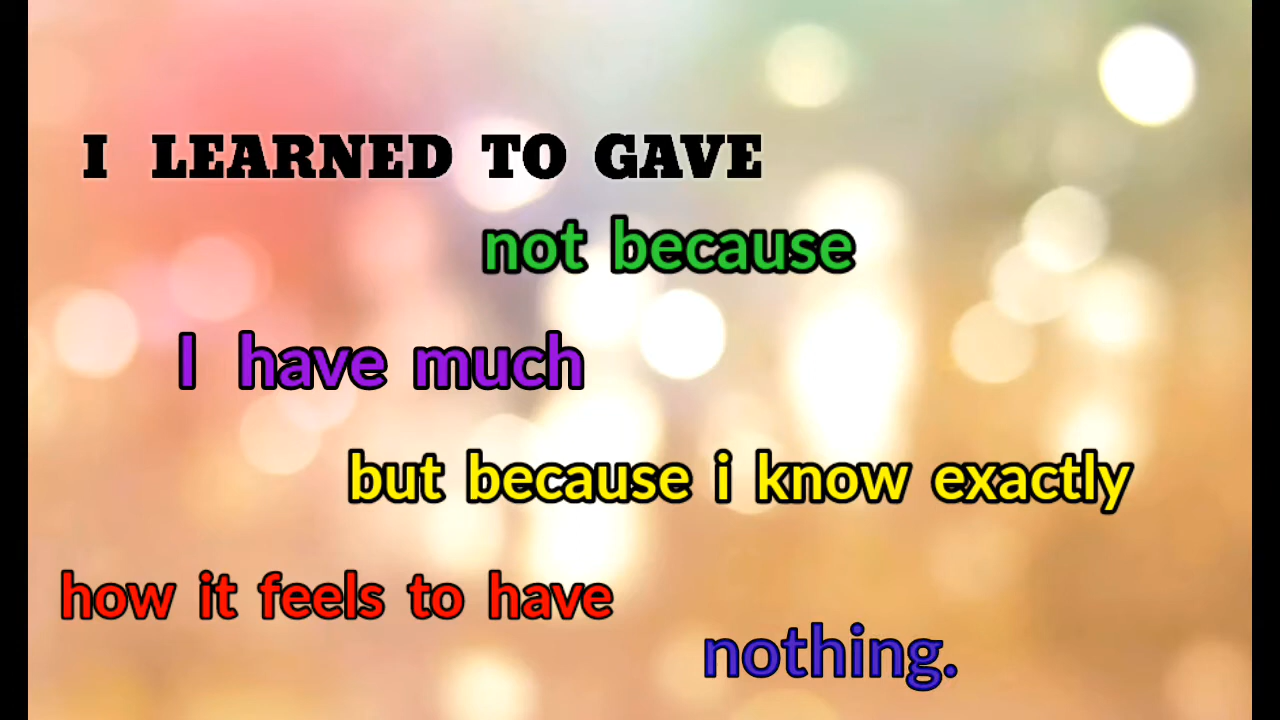 I LEARNED TO GAVE
not because
I have much
but because i know exactly
how it feels to have
nothing.